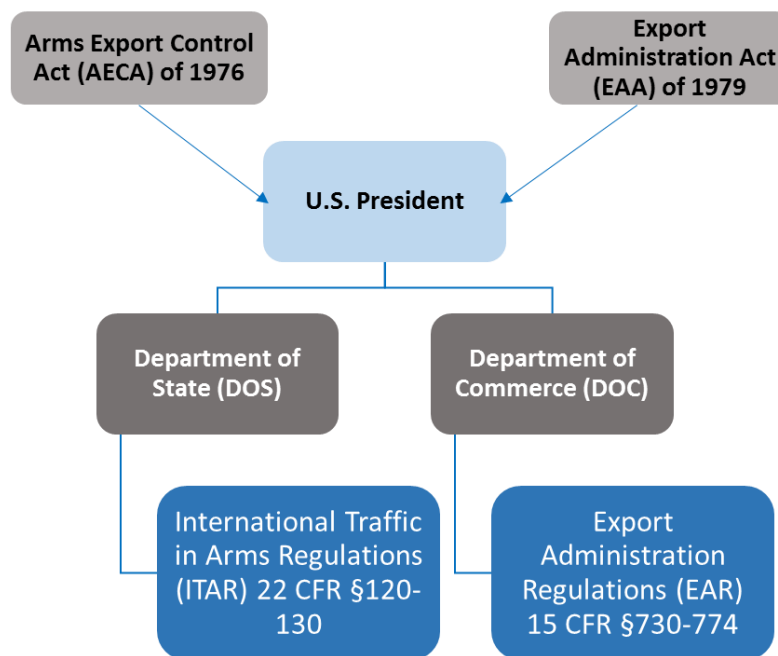 Arms Export Control
Act (AECA) of 1976
Export
Administration Act
(EAA) of 1979
U.S. President
Department of
State (DOS)
Department of
Commerce (DOC)
International Traffic
in Arms Regulations
(ITAR) 22 CFR §120-
130
Export
Administration
Regulations (EAR)
15 CFR §730-774